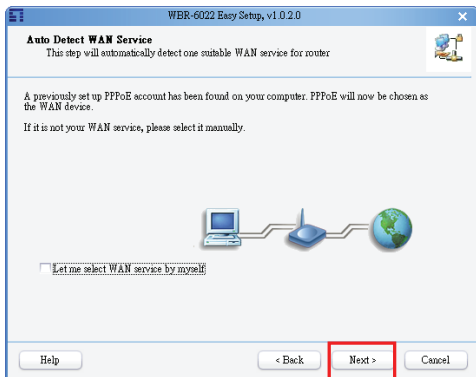 WBR-6022 Easy Setup, v1.0.2.0
Auto Detect WAN Service
This step will automatically detect one suitable WAN service for router
A previously set up PPPoE account has been found on your computer. PPPoE will now be chosen as
the WAN device.
If it is not your WAN service, please select it manually.
Let me select WAN service by myself
Help
< Back
Next >
Cancel